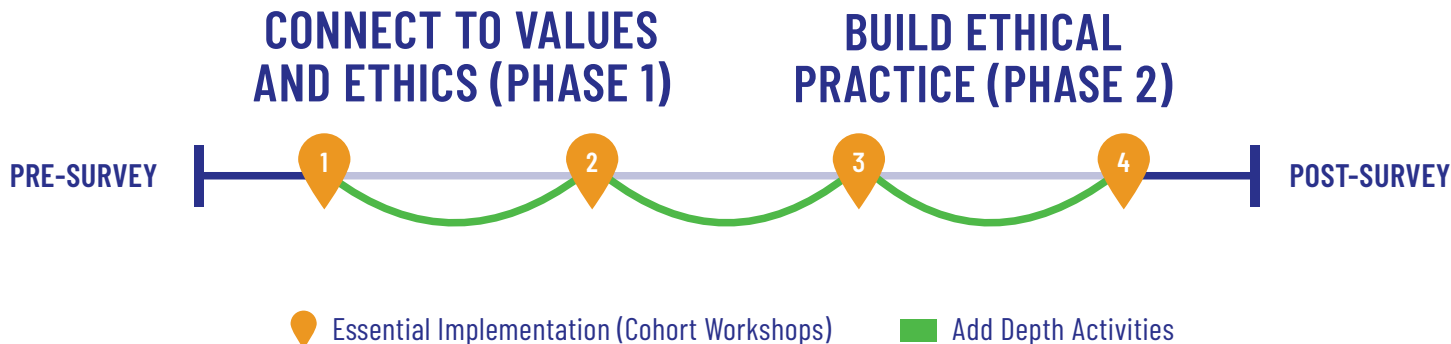 CONNECT TO VALUES
AND ETHICS (PHASE 1)
BUILD ETHICAL
PRACTICE (PHASE 2)
PRE-SURVEY
1
2
3
4
POST-SURVEY
Essential Implementation (Cohort Workshops)
Add Depth Activities